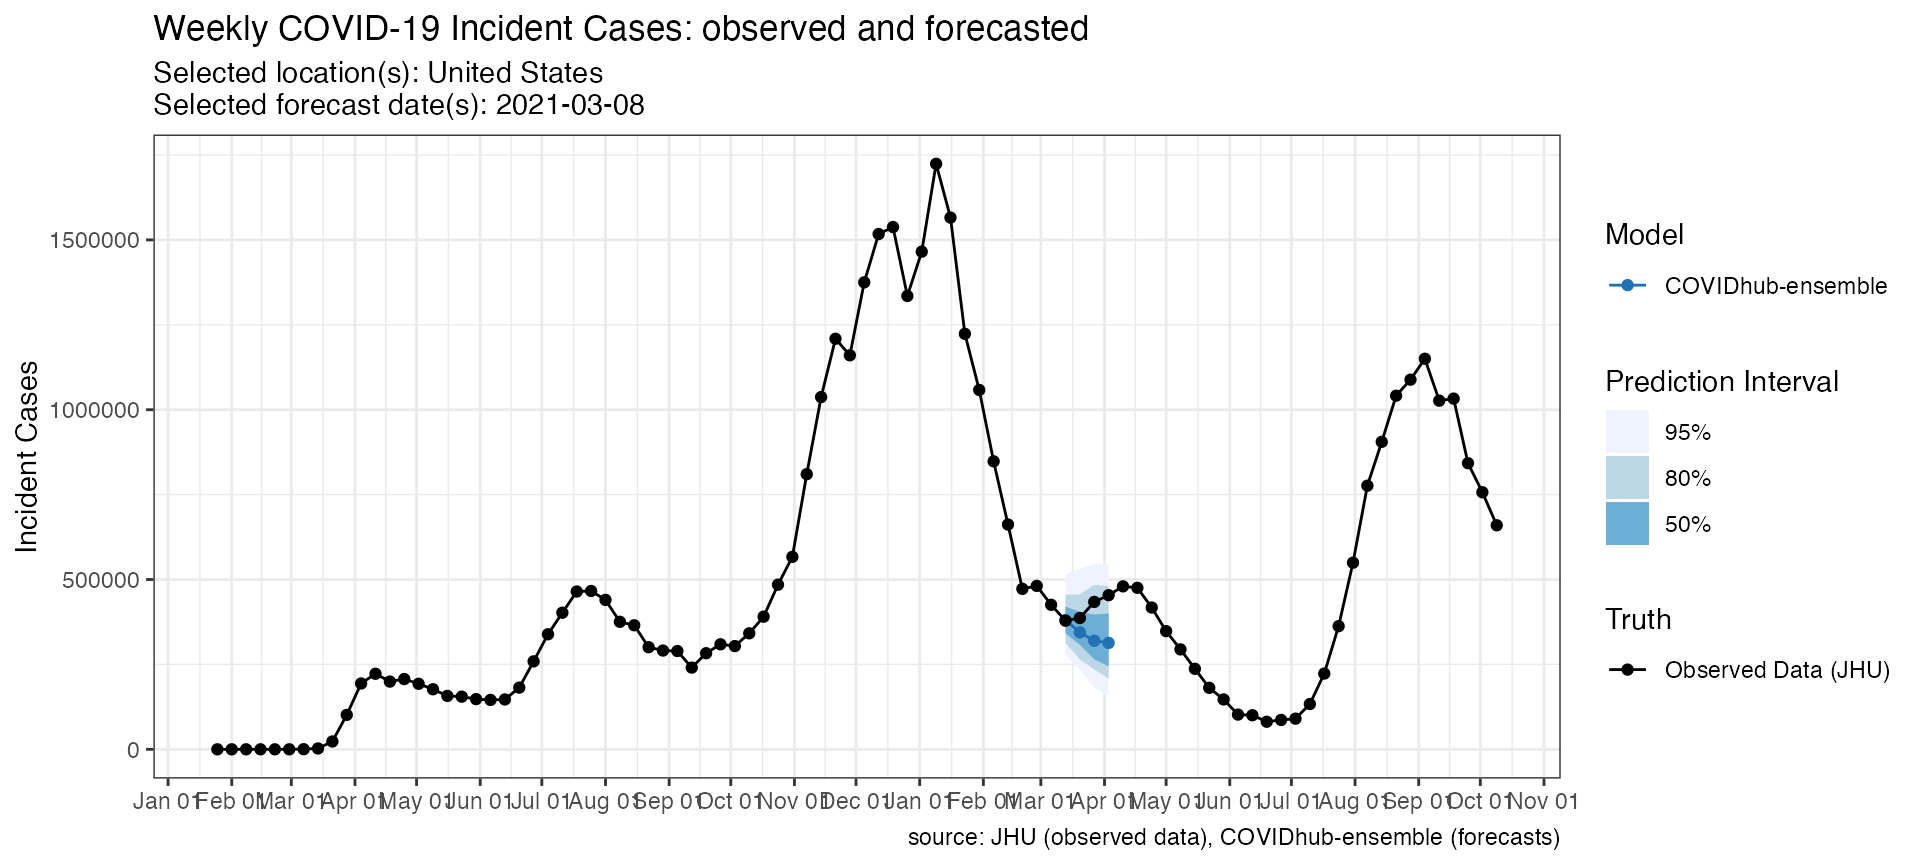 Weekly COVID-19 Incident Cases: observed and forecasted
Selected location(s): United States
Selected forecast date(s): 2021-03-08
Incident Cases
1500000
1000000
500000
0
Jan 01 Feb 01 Mar 01 Apr 01 May 01 Jun 01 Jul 01 Aug 01 Sep 01 Oct 01 Nov 01 Dec 01 Jan 01 Feb 01 Mar 01 Apr 01 May 01 Jun 01 Jul 01 Aug 01 Sep 01 Oct 01 Nov 01
source: JHU (observed data), COVIDhub-ensemble (forecasts)
Model
COVIDhub-ensemble
Prediction Interval
95%
80%
50%
Truth
Observed Data (JHU)